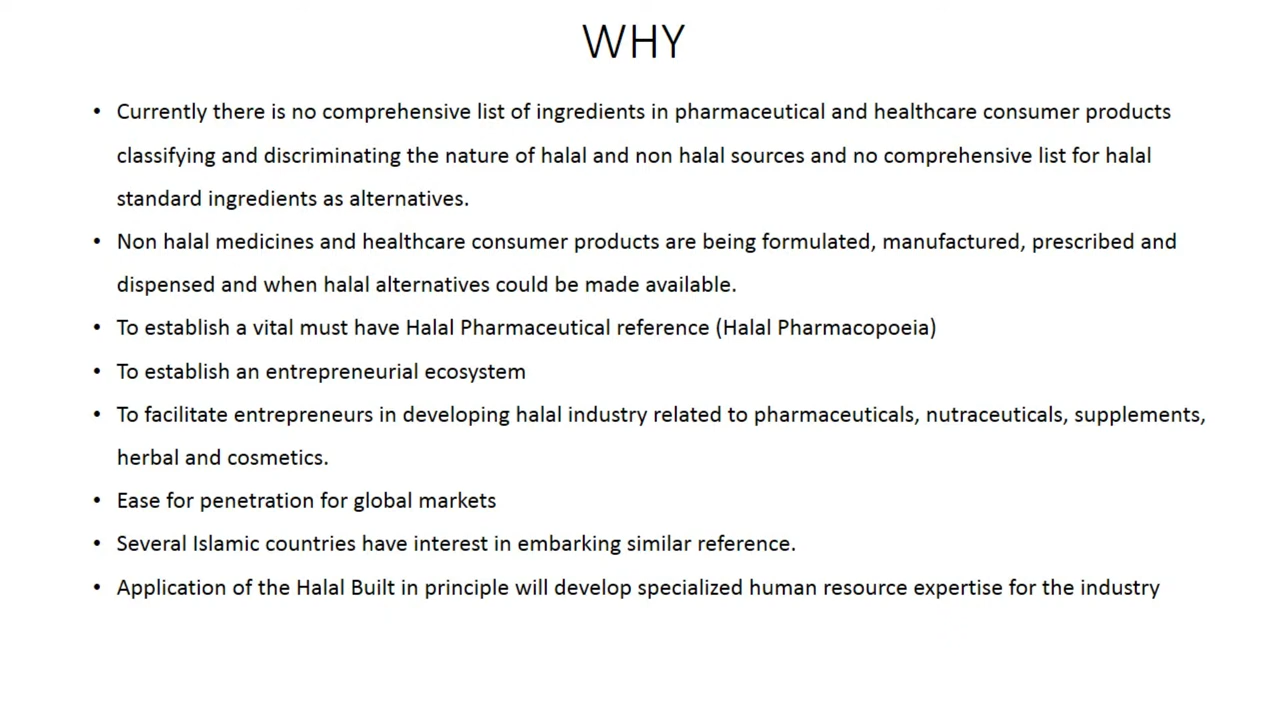 WHY
• Currently there is no comprehensive list of ingredients in pharmaceutical and healthcare consumer products
classifying and discriminating the nature of halal and non halal sources and no comprehensive list for halal
standard ingredients as alternatives.
• Non halal medicines and healthcare consumer products are being formulated, manufactured, prescribed and
dispensed and when halal alternatives could be made available.
• To establish a vital must have Halal Pharmaceutical reference (Halal Pharmacopoeia)
• To establish an entrepreneurial ecosystem
• To facilitate entrepreneurs in developing halal industry related to pharmaceuticals, nutraceuticals, supplements,
herbal and cosmetics.
• Ease for penetration for global markets
• Several Islamic countries have interest in embarking similar reference.
• Application of the Halal Built in principle will develop specialized human resource expertise for the industry